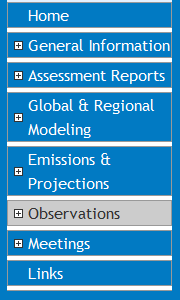 Home
General Information
Assessment Reports
Global & Regional
Modeling
Emissions &
Projections
Observations
Meetings
Links